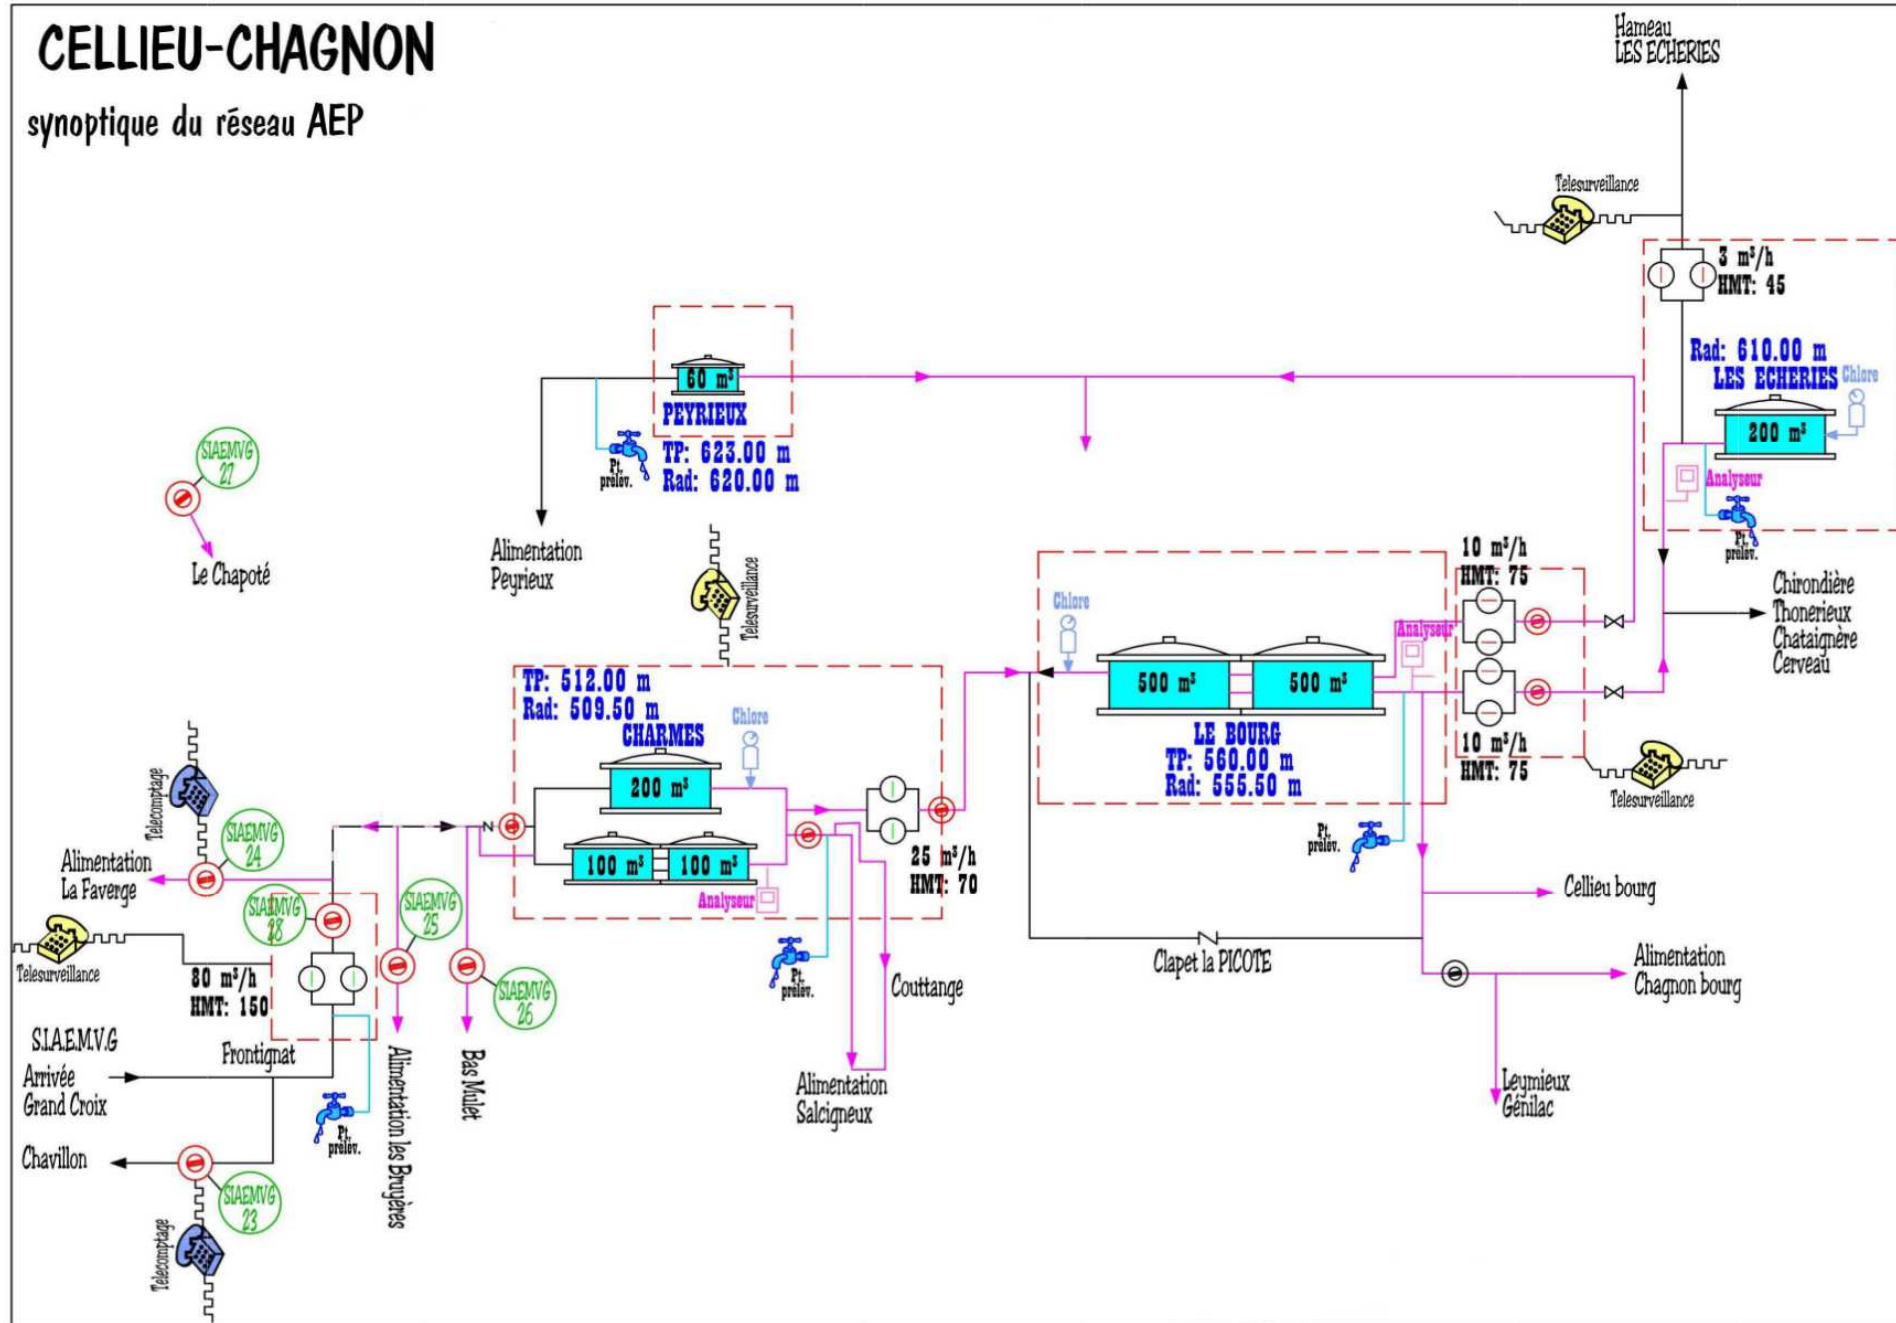 CELLIEU-CHAGNON
synoptique du réseau AEP
Hameau
LES ECHERIES
Telesurveillance
3 m³/h
HMT: 45
Rad: 610.00 m
LES ECHERIES
Chlore
200 m³
Analyseur
Pt.
prélèv.
60 m³
PEYRIEUX
TP: 623.00 m
Rad: 620.00 m
Pt.
prélèv.
Alimentation
Peyrieux
SIAEMVG
27
Le Chapoté
Telesurveillance
10 m³/h
HMT: 75
Chirondière
Thonerieux
Chataignère
Cerveau
Chlore
Analyseur
500 m³
500 m³
LE BOURG
TP: 560.00 m
Rad: 555.50 m
10 m³/h
HMT: 75
Telesurveillance
Pt.
prélèv.
TP: 512.00 m
Rad: 509.50 m
CHARMES
Chlore
200 m³
100 m³
100 m³
Analyseur
25 m³/h
HMT: 70
Telecomptage
SIAEMVG
24
Alimentation
La Faverge
SIAEMVG
28
SIAEMVG
25
Telesurveillance
80 m³/h
HMT: 150
SIAEMVG
26
Pt.
prélèv.
Couttange
Clapet la PICOTE
Cellieu bourg
Alimentation
Chagnon bourg
S.I.A.E.M.V.G
Arrivée
Grand Croix
Frontignat
Alimentation les Bruyères
Bas Mulet
Alimentation
Salcigneux
Leymieux
Génilac
Pt.
prélèv.
Chavillon
SIAEMVG
23
Telecomptage